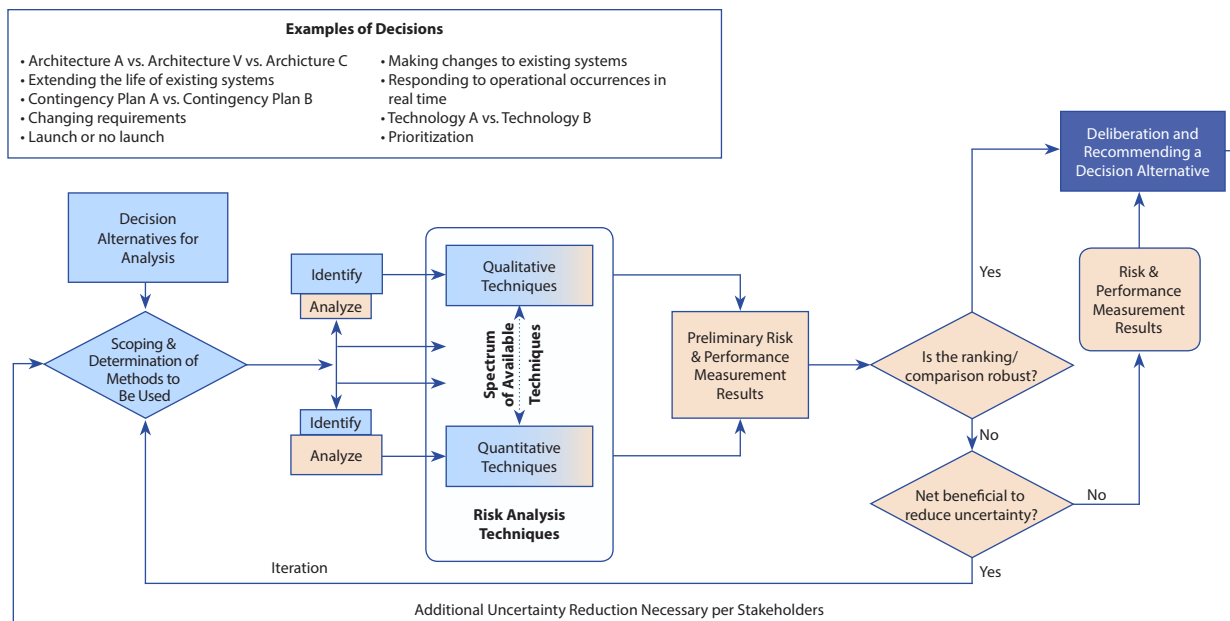 Examples of Decisions
• Architecture A vs. Architecture V vs. Archicture C
• Extending the life of existing systems
• Contingency Plan A vs. Contingency Plan B
• Changing requirements
• Launch or no launch
• Making changes to existing systems
• Responding to operational occurrences in
real time
• Technology A vs. Technology B
• Prioritization
Deliberation and
Recommending a
Decision Alternative
Decision
Alternatives for
Analysis
Scoping &
Determination of
Methods to
Be Used
Identify
Analyze
Identify
Analyze
Qualitative
Techniques
Spectrum
of Available
Techniques
Quantitative
Techniques
Risk Analysis
Techniques
Preliminary Risk
& Performance
Measurement
Results
Is the ranking/
comparison robust?
Yes
No
Net beneficial to
reduce uncertainty?
No
Yes
Risk &
Performance
Measurement
Results
Iteration
Additional Uncertainty Reduction Necessary per Stakeholders